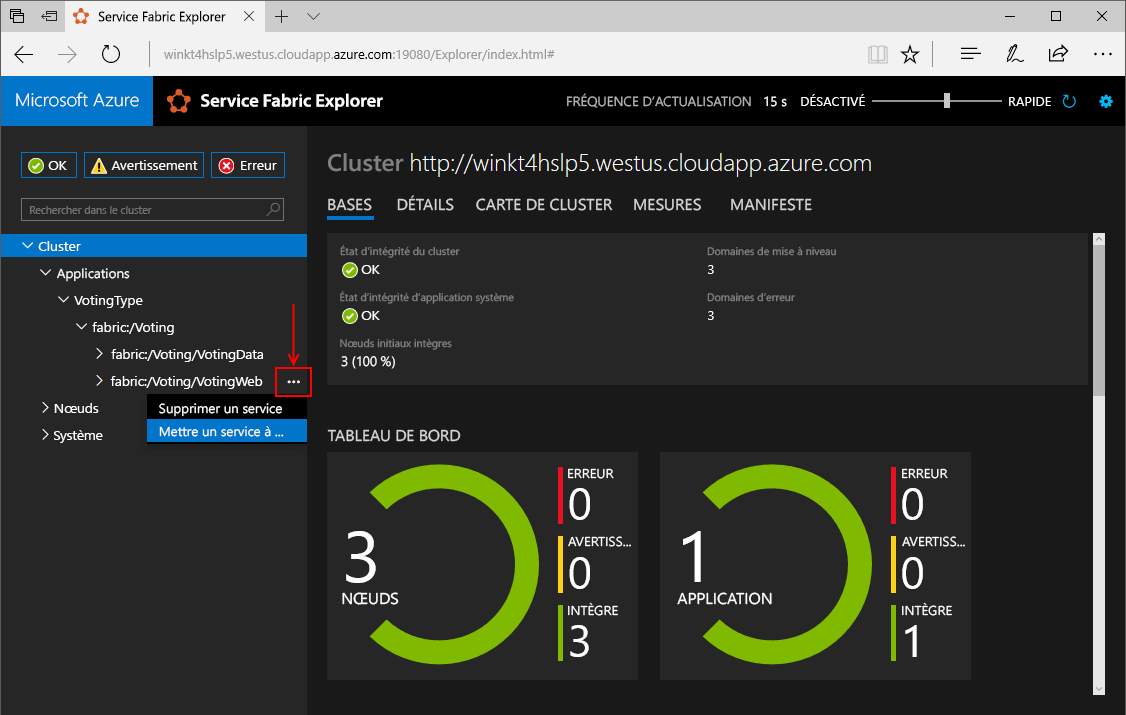 Service Fabric Explorer
winkt4hslp5.westus.cloudapp.azure.com:19080/Explorer/index.html#
Microsoft Azure
Service Fabric Explorer
FRÉQUENCE D'ACTUALISATION 15 s DÉSACTIVÉ RAPIDE
OK Avertissement Erreur
Rechercher dans le cluster
Cluster
Applications
VotingType
fabric:/Voting
fabric:/Voting/VotingData
fabric:/Voting/VotingWeb ...
Supprimer un service
Mettre un service à ...
Nœuds
Système
Cluster http://winkt4hslp5.westus.cloudapp.azure.com
BASES DÉTAILS CARTE DE CLUSTER MESURES MANIFESTE
État d'intégrité du cluster
OK
État d'intégrité d'application système
OK
Nœuds initiaux intègres
3 (100 %)
Domaines de mise à niveau
3
Domaines d'erreur
3
TABLEAU DE BORD
3
NŒUDS
ERREUR
0
AVERTISS...
0
INTÈGRE
3
1
APPLICATION
ERREUR
0
AVERTISS...
0
INTÈGRE
1